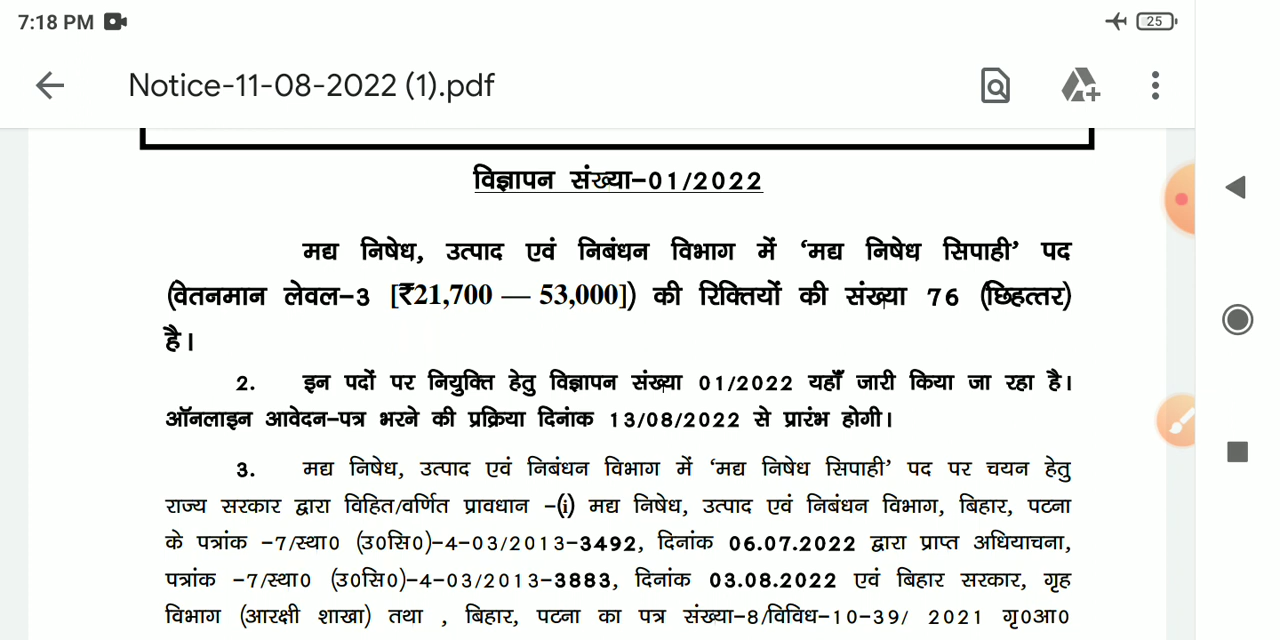 7:18 PM
25
Notice-11-08-2022 (1).pdf
विज्ञापन संख्या-01/2022
मद्य निषेध, उत्पाद एवं निबंधन विभाग में 'मद्य निषेध सिपाही' पद
(वेतनमान लेवल-3 [₹21,700 — 53,000]) की रिक्तियों की संख्या 76 (छिहत्तर)
है।
2. इन पदों पर नियुक्ति हेतु विज्ञापन संख्या 01/2022 यहाँ जारी किया जा रहा है।
ऑनलाइन आवेदन-पत्र भरने की प्रक्रिया दिनांक 13/08/2022 से प्रारंभ होगी।
3. मद्य निषेध, उत्पाद एवं निबंधन विभाग में 'मद्य निषेध सिपाही' पद पर चयन हेतु
राज्य सरकार द्वारा विहित/वर्णित प्रावधान -(i) मद्य निषेध, उत्पाद एवं निबंधन विभाग, बिहार, पटना
के पत्रांक -7/स्था0 (उ0सि0)-4-03/2013-3492, दिनांक 06.07.2022 द्वारा प्राप्त अधियाचना,
पत्रांक -7/स्था0 (उ0सि0)-4-03/2013-3883, दिनांक 03.08.2022 एवं बिहार सरकार, गृह
विभाग (आरक्षी शाखा) तथा , बिहार, पटना का पत्र संख्या-8/विविध-10-39/ 2021 गृ0आ0